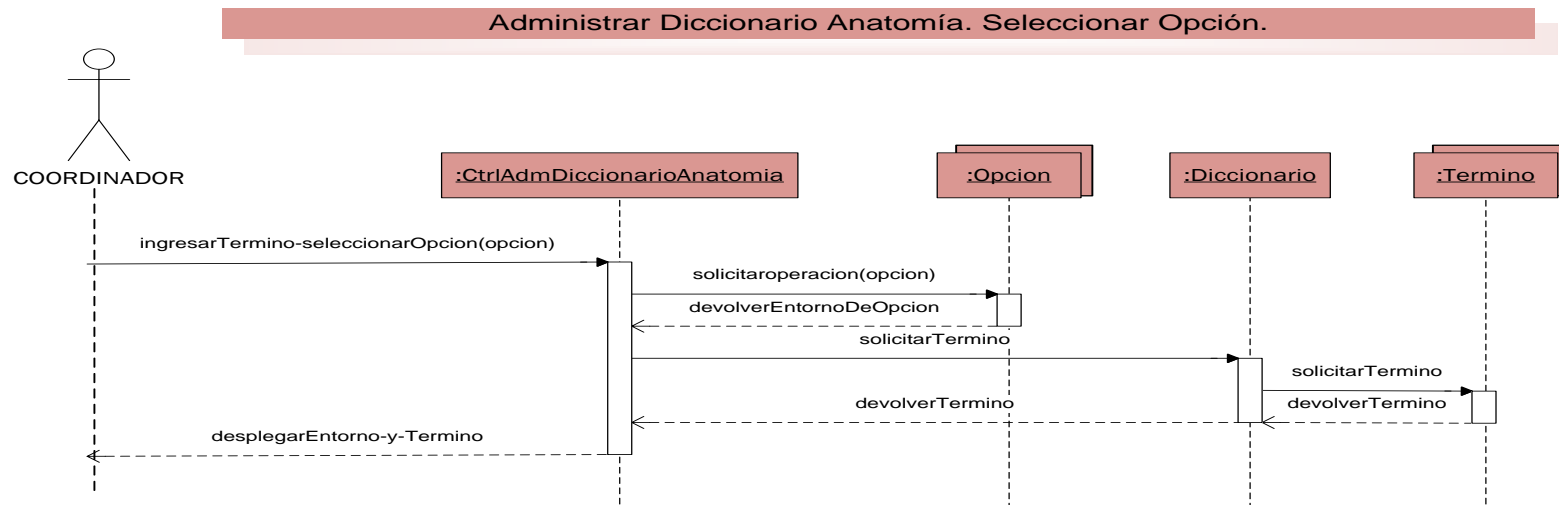 Administrar Diccionario Anatomía. Seleccionar Opción.
COORDINADOR
:CtrlAdmDiccionarioAnatomia
:Opcion
:Diccionario
:Termino
ingresarTermino-seleccionarOpcion(opcion)
solicitaroperacion(opcion)
devolverEntornoDeOpcion
solicitarTermino
solicitarTermino
devolverTermino
devolverTermino
desplegarEntorno-y-Termino